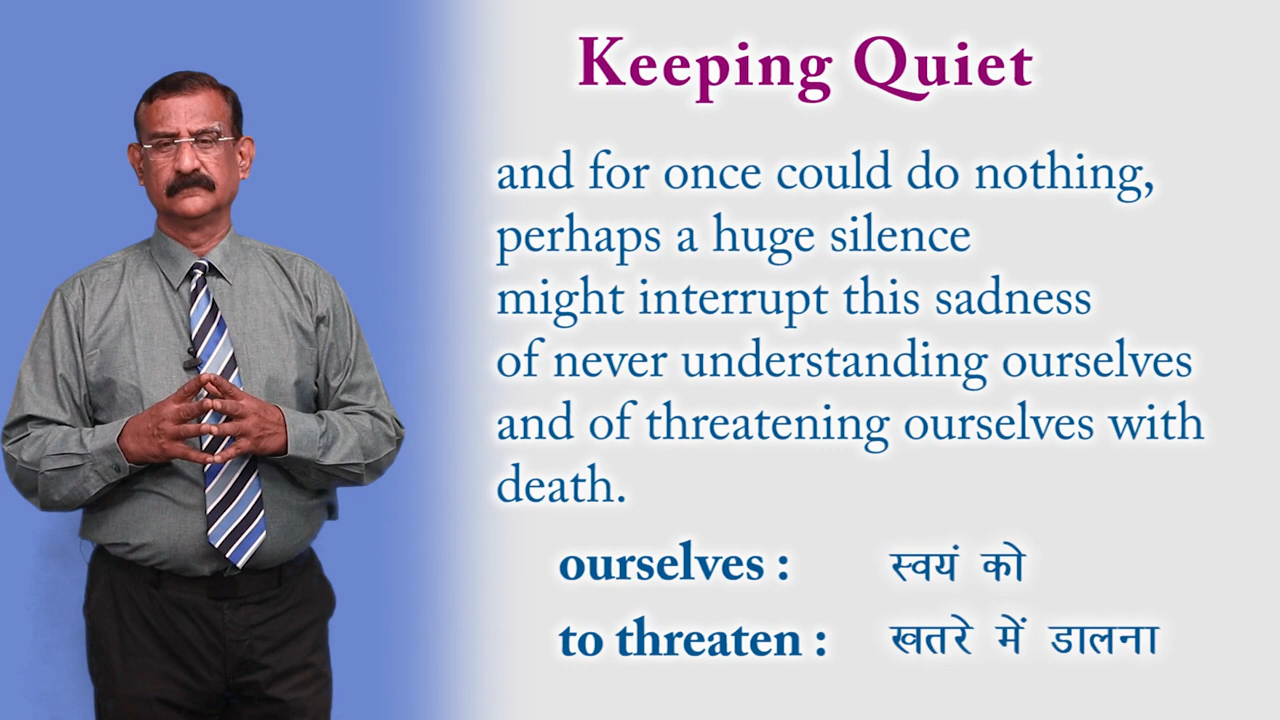 Keeping Quiet
and for once could do nothing,
perhaps a huge silence
might interrupt this sadness
of never understanding ourselves
and of threatening ourselves with
death.
ourselves : स्वयं को
to threaten : खतरे में डालना